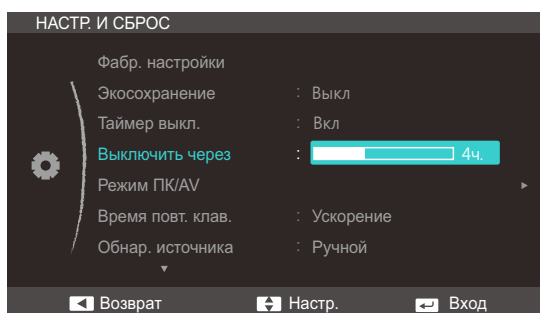 НАСТР. И СБРОС
Фабр. настройки
Экосохранение : Выкл
Таймер выкл. : Вкл
Выключить через : 4ч.
Режим ПК/AV
Время повт. клав. : Ускорение
Обнар. источника : Ручной
Возврат Настр. Вход